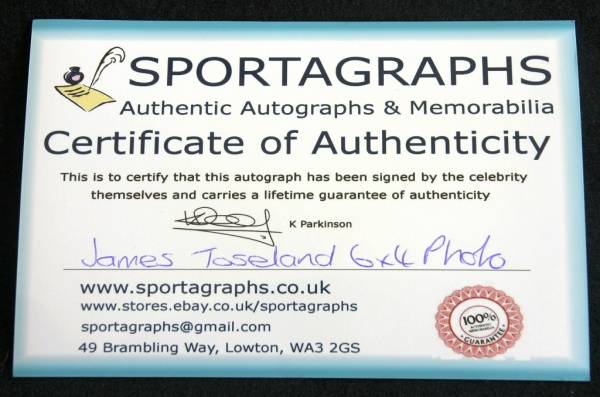 SPORTAGRAPHS
Authentic Autographs & Memorabilia
Certificate of Authenticity
This is to certify that this autograph has been signed by the celebrity
themselves and carries a lifetime guarantee of authenticity
K Parkinson
James Toseland 6x4 Photo
www.sportagraphs.co.uk
www.stores.ebay.co.uk/sportagraphs
sportagraphs@gmail.com
49 Brambling Way, Lowton, WA3 2GS
100%
AUTHENTIC
MEMORABILIA
GUARANTEE